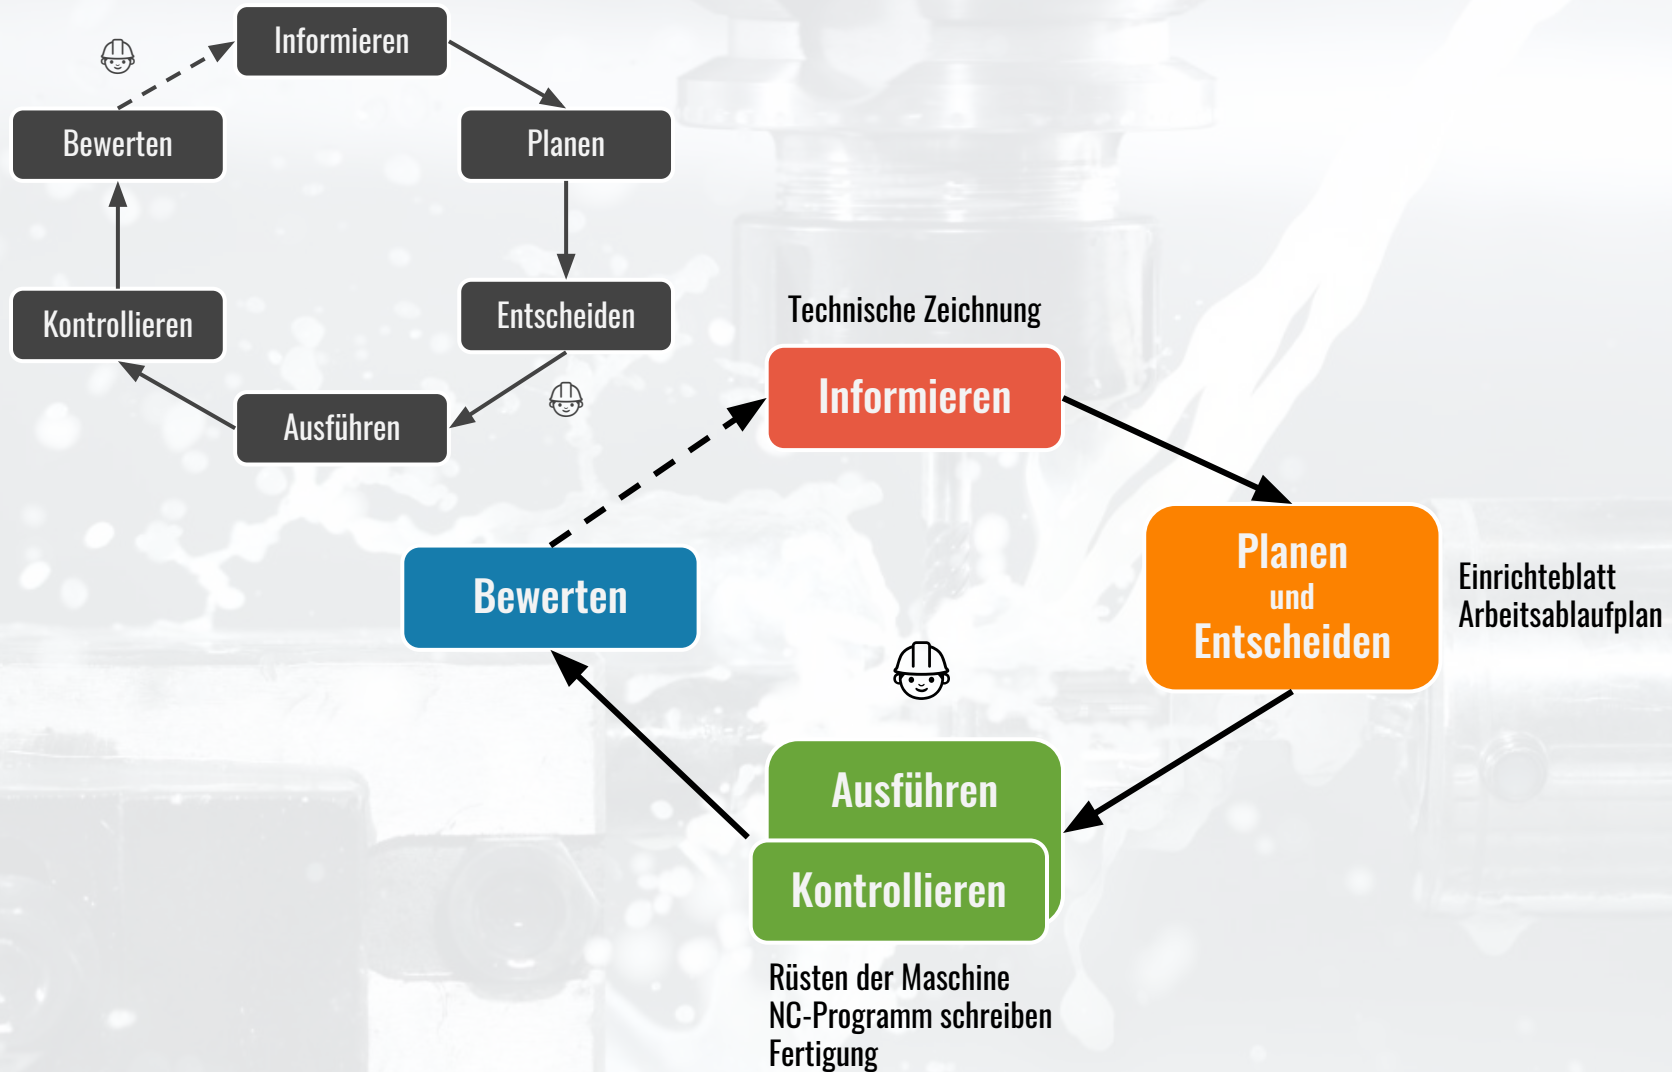 Informieren
Planen
Entscheiden
Ausführen
Kontrollieren
Bewerten
Technische Zeichnung
Informieren
Planen
und
Entscheiden
Einrichteblatt
Arbeitsablaufplan
Ausführen
Kontrollieren
Rüsten der Maschine
NC-Programm schreiben
Fertigung
Bewerten